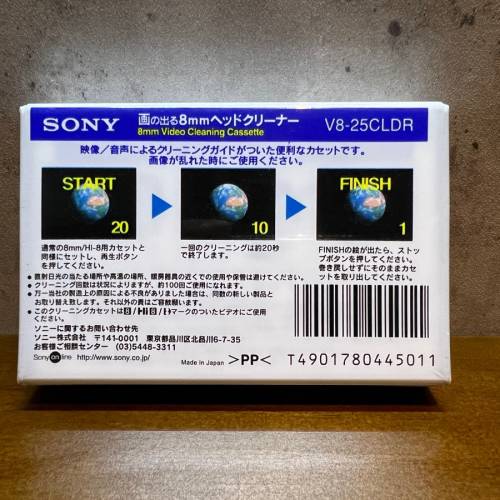 SONY 画の出る8mmヘッドクリーナー V8-25CLDR
8mm Video Cleaning Cassette
映像／音声によるクリーニングガイドがついた便利なカセットです。
画像が乱れた時にご使用ください。
START
20
10
FINISH
1
通常の8mm/Hi-8用カセットと
同様にセットし、再生ボタン
を押してください。
一回のクリーニングは約20秒
で終了します。
FINISHの絵が出たら、ストッ
プボタンを押してください。
巻き戻しせずにそのままカセ
ットを取り出してください。
●直射日光の当たる場所や高温の場所、暖房器具の近くでの使用や保管は避けてください。
●クリーニング回数は状況によりますが、約100回ご使用になれます。
●万一当社の製造上の原因による不良がありました場合は、同数の新しい製品と
お取り替え致します。それ以外はご容赦願います。
●このクリーニングカセットは8／Hi8／マークのついたビデオにご使用
ください。
ソニーに関するお問い合わせ先
ソニー株式会社 〒141-0001 東京都品川区北品川6-7-35
お客様ご相談センター (03)5448-3311
Sony on line http://www.sony.co.jp/ Made in Japan >PP< T4901780445011